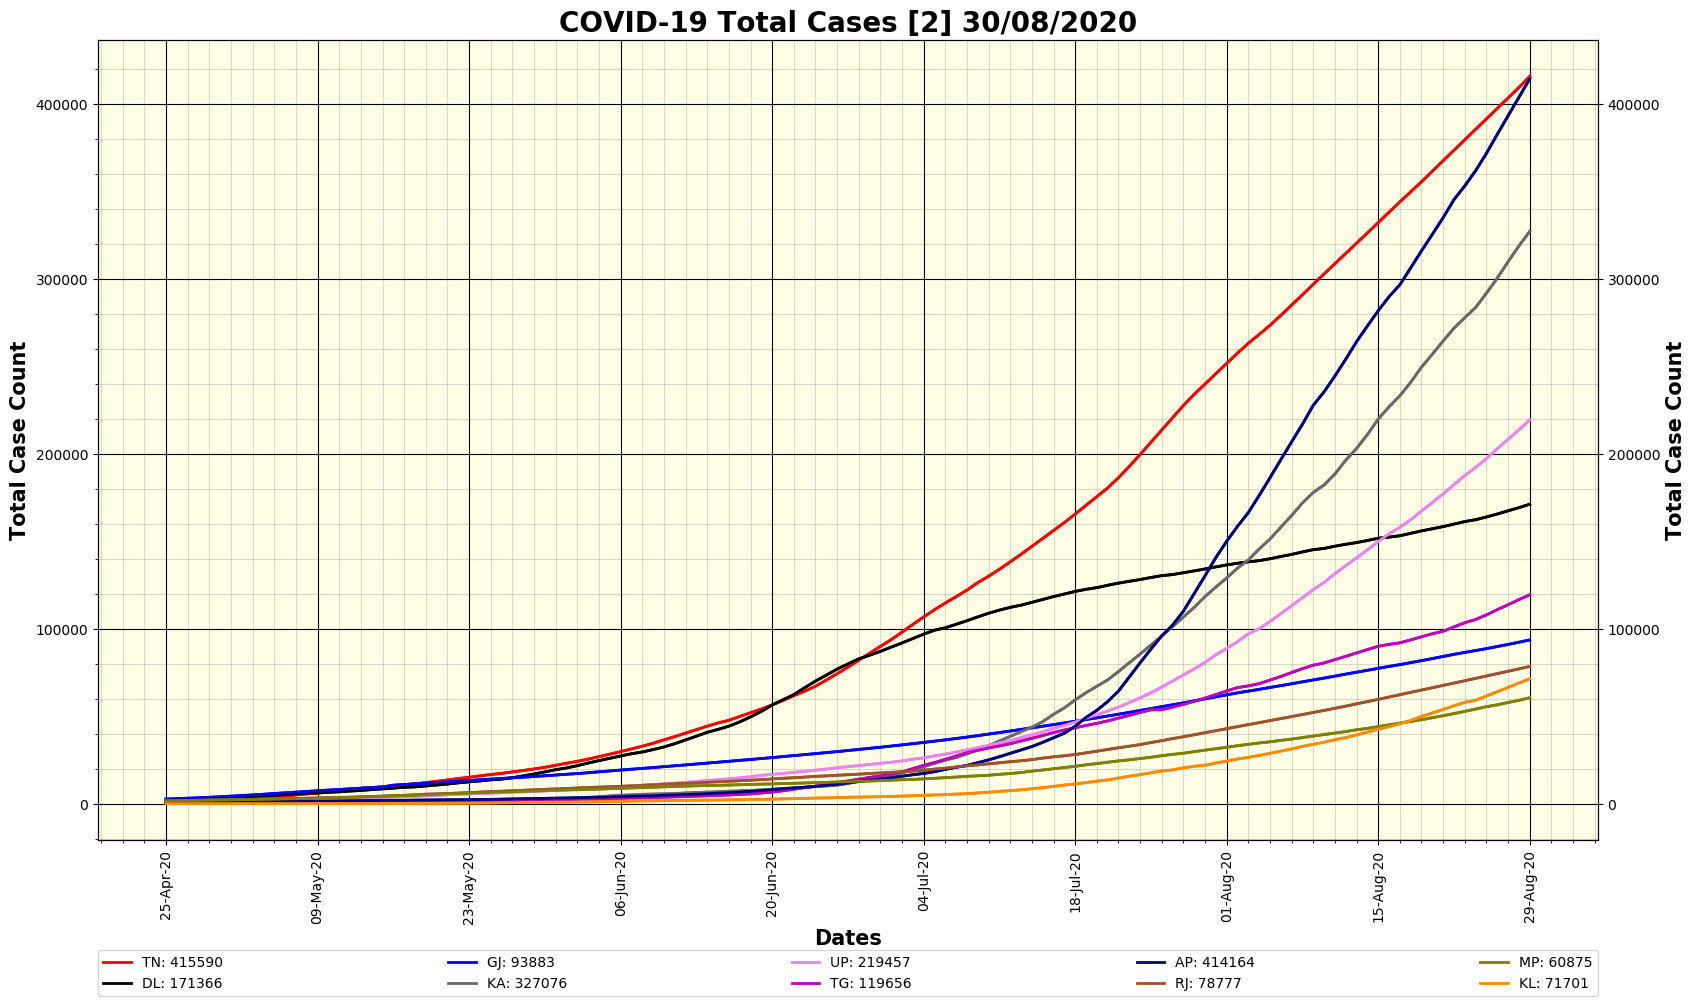 COVID-19 Total Cases [2] 30/08/2020
Total Case Count
400000
300000
200000
100000
0
400000
300000
200000
100000
0
Total Case Count
25-Apr-20
09-May-20
23-May-20
06-Jun-20
20-Jun-20
04-Jul-20
18-Jul-20
01-Aug-20
15-Aug-20
29-Aug-20
Dates
TN: 415590 GJ: 93883 UP: 219457 AP: 414164 MP: 60875
DL: 171366 KA: 327076 TG: 119656 RJ: 78777 KL: 71701